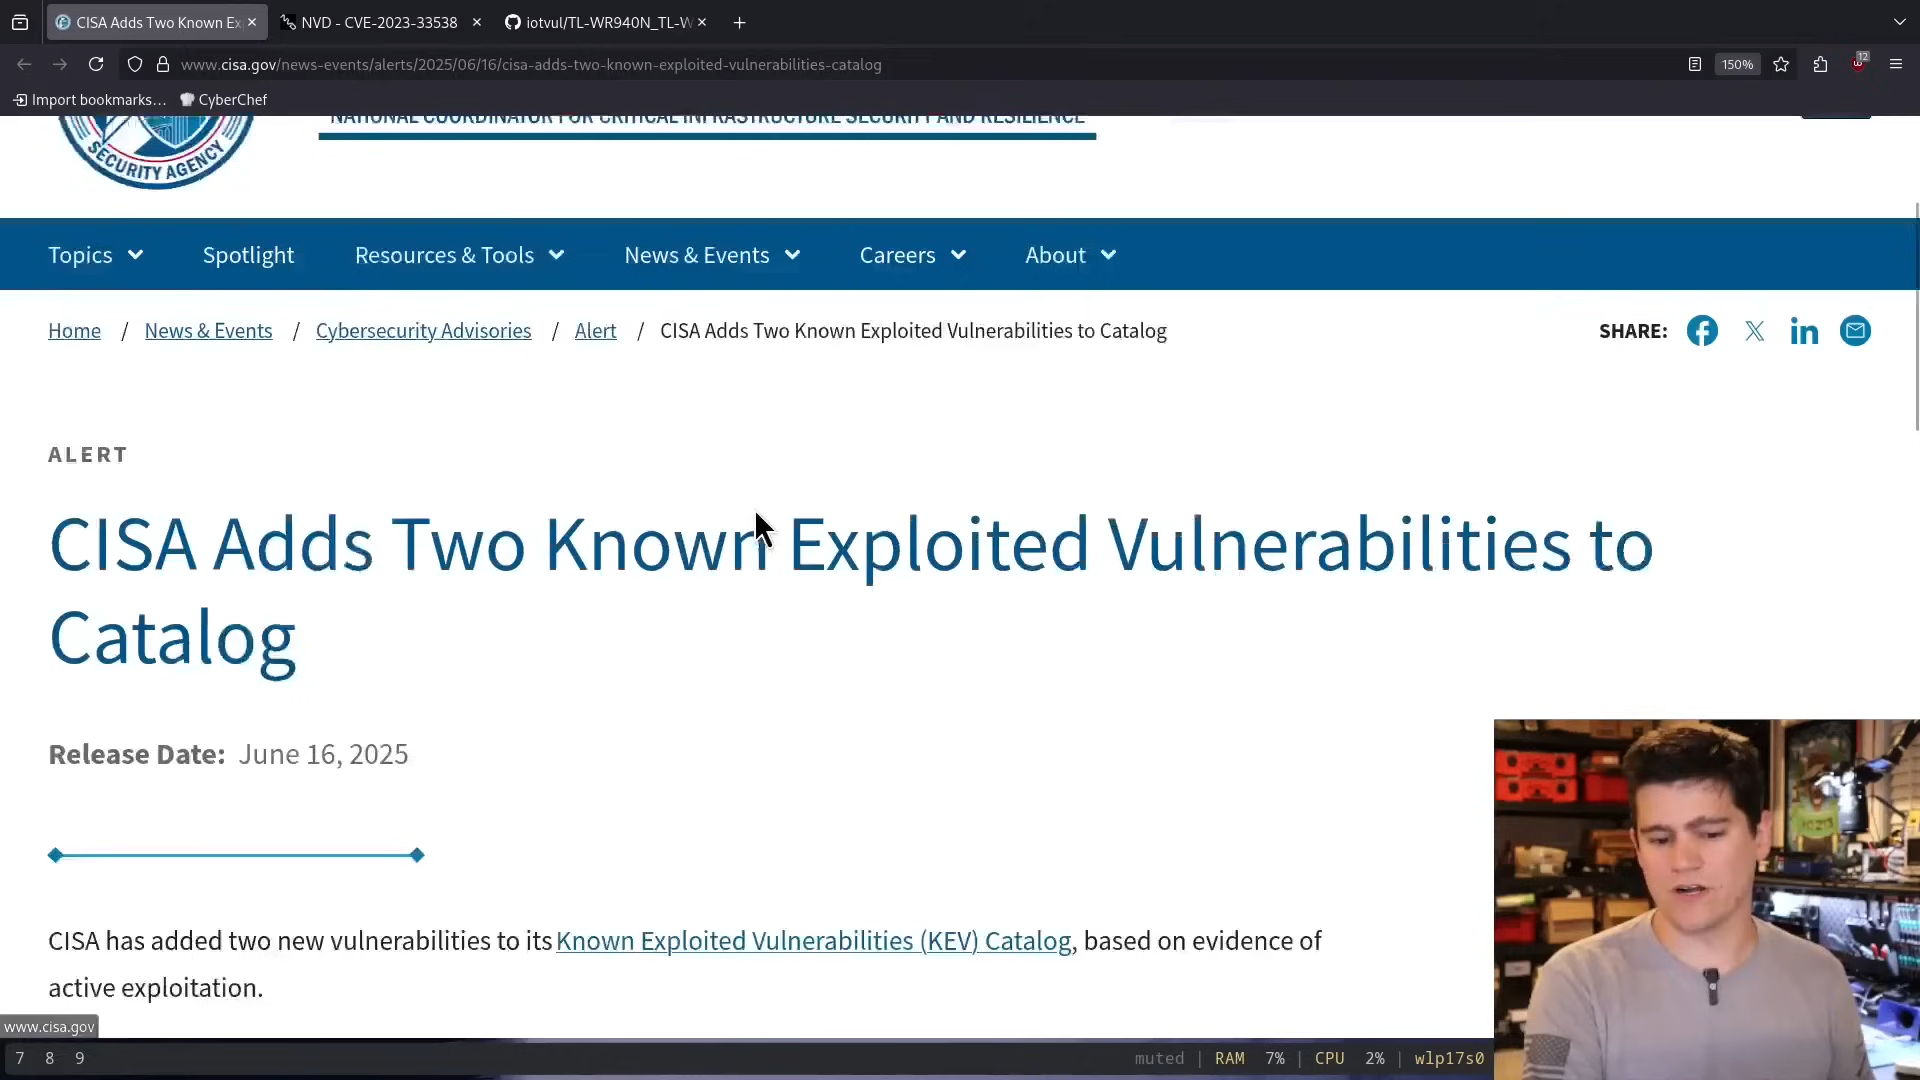 CISA Adds Two Known Ex
NVD - CVE-2023-33538
iotvul/TL-WR940N_TL-W
www.cisa.gov/news-events/alerts/2025/06/16/cisa-adds-two-known-exploited-vulnerabilities-catalog
150%
12
Import bookmarks...
CyberChef
NATIONAL COORDINATOR FOR CRITICAL INFRASTRUCTURE SECURITY AND RESILIENCE
SECURITY AGENCY
Topics
Spotlight
Resources & Tools
News & Events
Careers
About
Home / News & Events / Cybersecurity Advisories / Alert / CISA Adds Two Known Exploited Vulnerabilities to Catalog
SHARE:
ALERT
CISA Adds Two Known Exploited Vulnerabilities to
Catalog
Release Date: June 16, 2025
CISA has added two new vulnerabilities to its Known Exploited Vulnerabilities (KEV) Catalog, based on evidence of
active exploitation.
www.cisa.gov
7 8 9
muted | RAM 7% | CPU 2% | wlp17s0